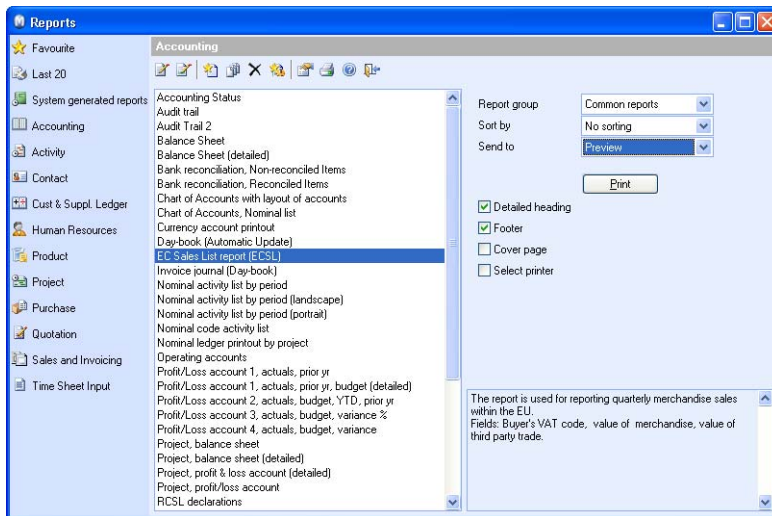 Reports
Favourite
Last 20
System generated reports
Accounting
Activity
Contact
Cust & Suppl. Ledger
Human Resources
Product
Project
Purchase
Quotation
Sales and Invoicing
Time Sheet Input
Accounting
Accounting Status
Audit trail
Audit Trail 2
Balance Sheet
Balance Sheet (detailed)
Bank reconciliation, Non-reconciled Items
Bank reconciliation, Reconciled Items
Chart of Accounts with layout of accounts
Chart of Accounts, Nominal list
Currency account printout
Day-book (Automatic Update)
EC Sales List report (ECSL)
Invoice journal (Day-book)
Nominal activity list by period
Nominal activity list by period (landscape)
Nominal activity list by period (portrait)
Nominal code activity list
Nominal ledger printout by project
Operating accounts
Profit/Loss account 1, actuals, prior yr
Profit/Loss account 1, actuals, prior yr, budget (detailed)
Profit/Loss account 2, actuals, budget, YTD, prior yr
Profit/Loss account 3, actuals, budget, variance %
Profit/Loss account 4, actuals, budget, variance
Project, balance sheet
Project, balance sheet (detailed)
Project, profit & loss account (detailed)
Project, profit/loss account
RCSL declarations
Report group Common reports
Sort by No sorting
Send to Preview
Print
Detailed heading
Footer
Cover page
Select printer
The report is used for reporting quarterly merchandise sales
within the EU.
Fields: Buyer's VAT code, value of merchandise, value of
third party trade.